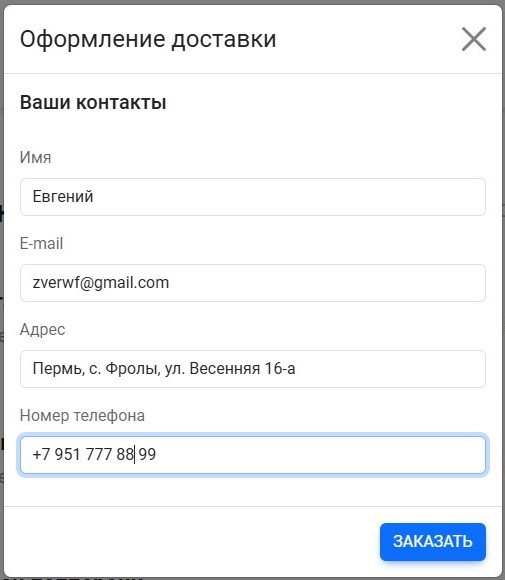 Оформление доставки
Ваши контакты
Имя
Евгений
E-mail
zverwf@gmail.com
Адрес
Пермь, с. Фролы, ул. Весенняя 16-а
Номер телефона
+7 951 777 88 99
ЗАКАЗАТЬ